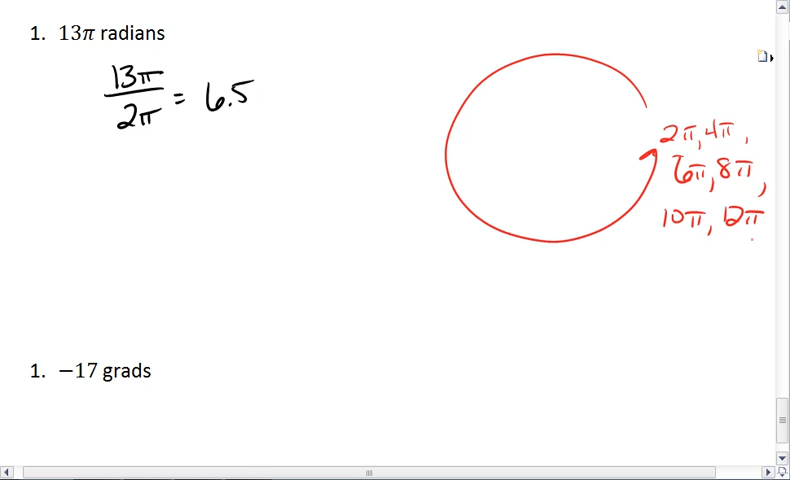 1. 13π radians
13π
2π
= 6.5
2π, 4π,
6π, 8π,
10π, 12π
1. −17 grads